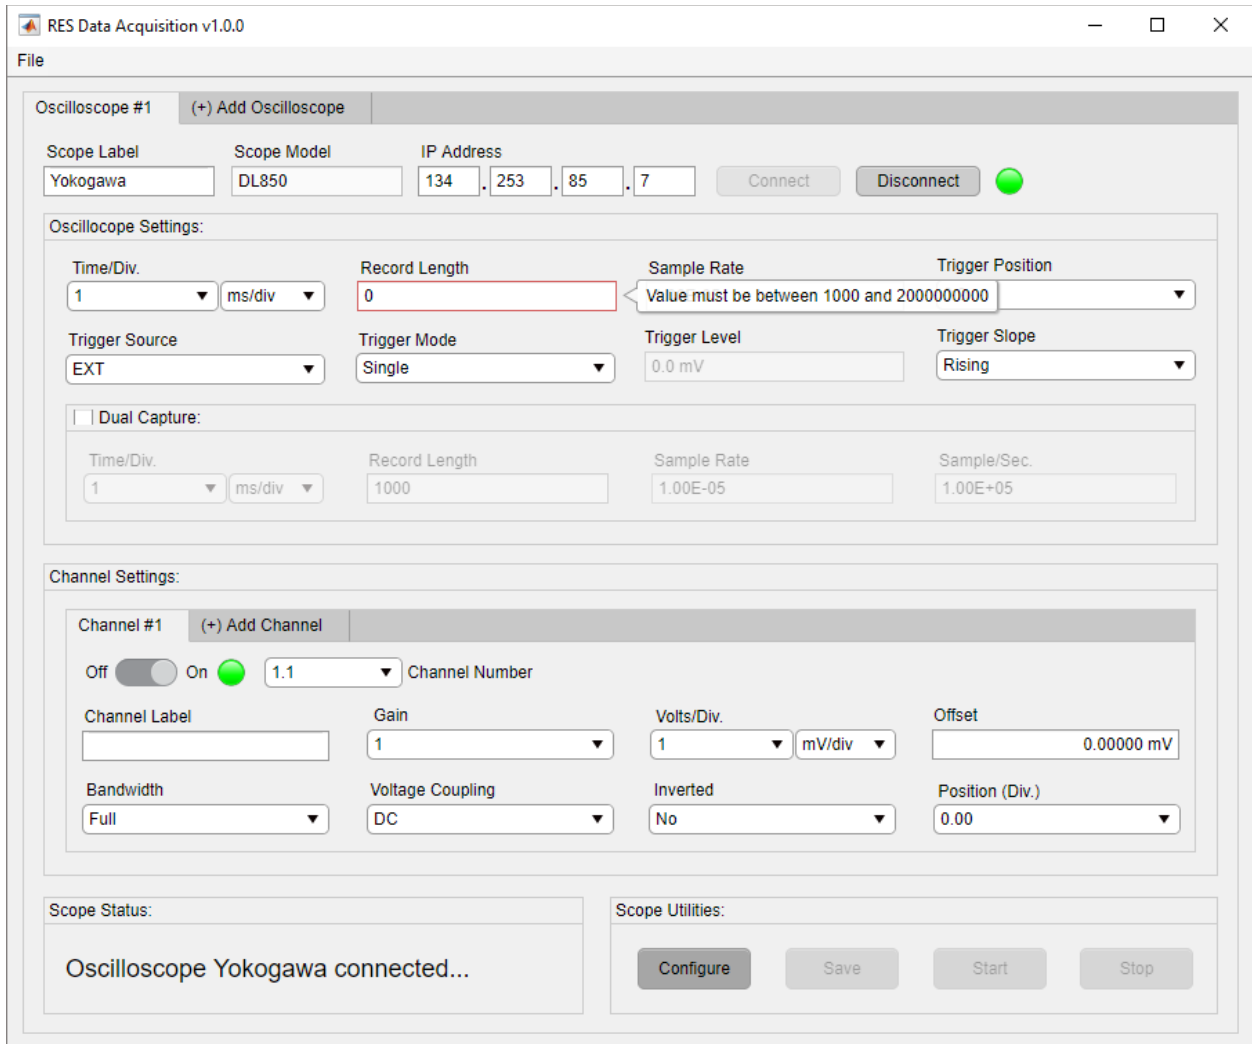 RES Data Acquisition v1.0.0
File
Oscilloscope #1 (+) Add Oscilloscope
Scope Label Scope Model IP Address
Yokogawa DL850 134 . 253 . 85 . 7 Connect Disconnect
Oscillocope Settings:
Time/Div. Record Length Sample Rate Trigger Position
1 ms/div 0 Value must be between 1000 and 2000000000
Trigger Source Trigger Mode Trigger Level Trigger Slope
EXT Single 0.0 mV Rising
Dual Capture:
Time/Div. Record Length Sample Rate Sample/Sec.
1 ms/div 1000 1.00E-05 1.00E+05
Channel Settings:
Channel #1 (+) Add Channel
Off On 1.1 Channel Number
Channel Label Gain Volts/Div. Offset
1 1 mV/div 0.00000 mV
Bandwidth Voltage Coupling Inverted Position (Div.)
Full DC No 0.00
Scope Status: Scope Utilities:
Oscilloscope Yokogawa connected... Configure Save Start Stop